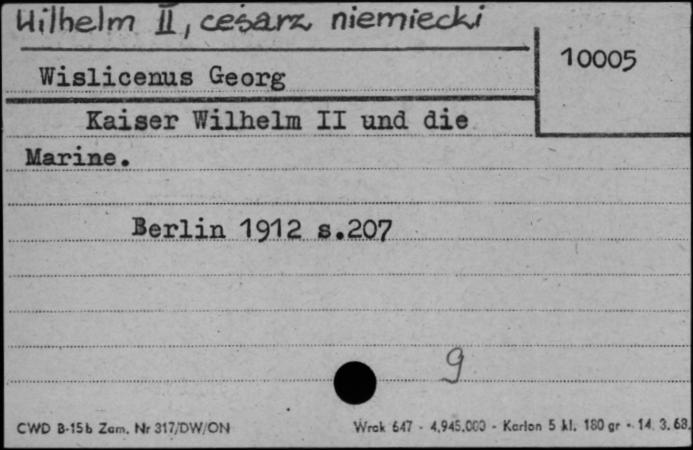 Wilhelm II, cesarz niemiecki
10005
Wislicenus Georg
Kaiser Wilhelm II und die
Marine.
Berlin 1912 s.207
9
CWD B-15b Zam. Nr 317/DW/ON
Wrak 647 - 4,945.000 - Karton 5 kl. 180 gr - 14. 3. 68.